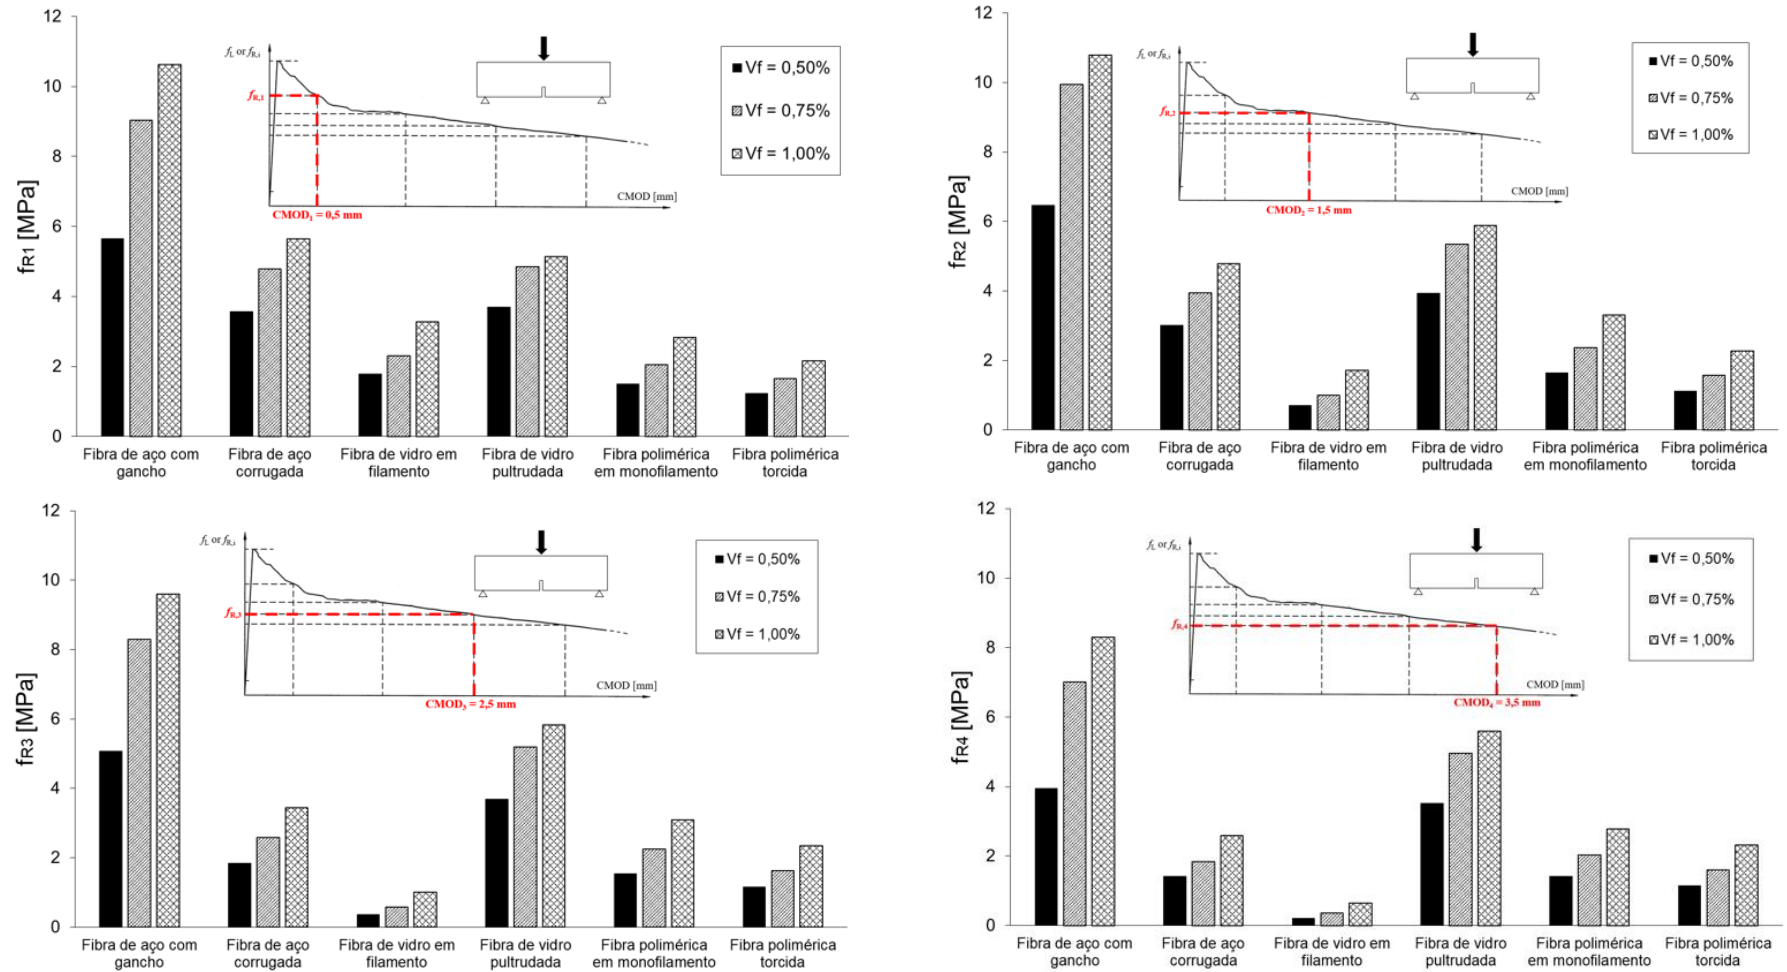 12
10
8
6
4
2
0
fR1 [MPa]
fL or fR,i
fR,1
CMOD [mm]
CMOD1 = 0,5 mm
Vf = 0,50%
Vf = 0,75%
Vf = 1,00%
Fibra de aço com
gancho
Fibra de aço
corrugada
Fibra de vidro em
filamento
Fibra de vidro
pultrudada
Fibra polimérica
em monofilamento
Fibra polimérica
torcida
12
10
8
6
4
2
0
fR2 [MPa]
fL or fR,i
fR,2
CMOD [mm]
CMOD2 = 1,5 mm
Vf = 0,50%
Vf = 0,75%
Vf = 1,00%
Fibra de aço com
gancho
Fibra de aço
corrugada
Fibra de vidro em
filamento
Fibra de vidro
pultrudada
Fibra polimérica
em monofilamento
Fibra polimérica
torcida
12
10
8
6
4
2
0
fR3 [MPa]
fL or fR,i
fR,3
CMOD [mm]
CMOD3 = 2,5 mm
Vf = 0,50%
Vf = 0,75%
Vf = 1,00%
Fibra de aço com
gancho
Fibra de aço
corrugada
Fibra de vidro em
filamento
Fibra de vidro
pultrudada
Fibra polimérica
em monofilamento
Fibra polimérica
torcida
12
10
8
6
4
2
0
fR4 [MPa]
fL or fR,i
fR,4
CMOD [mm]
CMOD4 = 3,5 mm
Vf = 0,50%
Vf = 0,75%
Vf = 1,00%
Fibra de aço com
gancho
Fibra de aço
corrugada
Fibra de vidro em
filamento
Fibra de vidro
pultrudada
Fibra polimérica
em monofilamento
Fibra polimérica
torcida